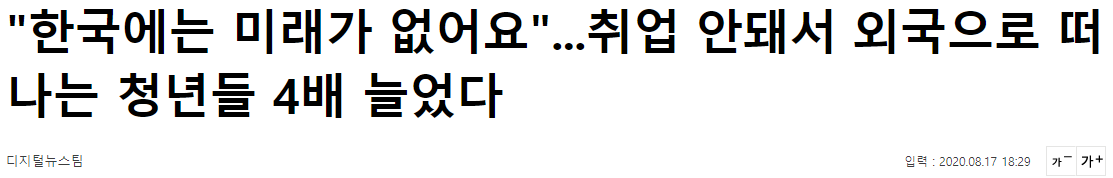 "한국에는 미래가 없어요"...취업 안돼서 외국으로 떠
나는 청년들 4배 늘었다
디지털뉴스팀
입력 : 2020.08.17 18:29
가- 가+